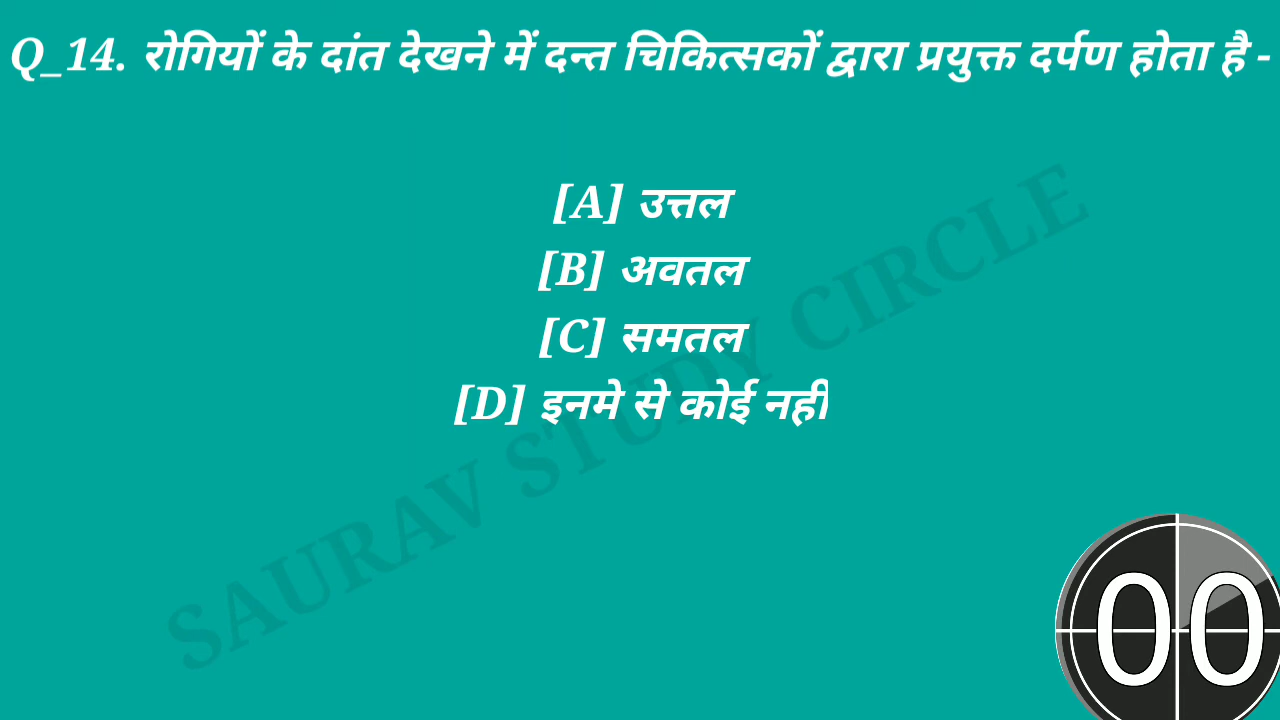 Q_14. रोगियों के दांत देखने में दन्त चिकित्सकों द्वारा प्रयुक्त दर्पण होता है -
[A] उत्तल
[B] अवतल
[C] समतल
[D] इनमे से कोई नही
SAURAV STUDY CIRCLE
00